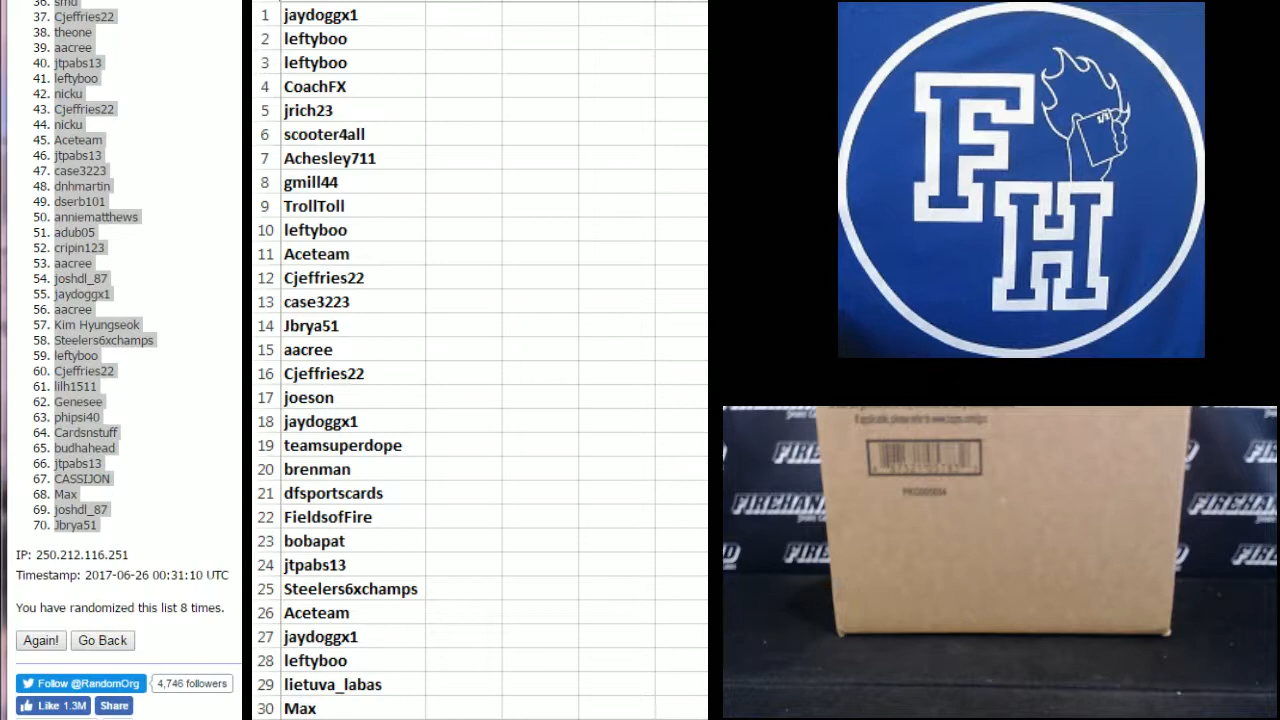 36. smd
37. Cjeffries22
38. theone
39. aacree
40. jtpabs13
41. leftyboo
42. nicku
43. Cjeffries22
44. nicku
45. Aceteam
46. jtpabs13
47. case3223
48. dnhmartin
49. dserb101
50. anniematthews
51. adub05
52. cripin123
53. aacree
54. joshdl_87
55. jaydoggx1
56. aacree
57. Kim Hyungseok
58. Steelers6xchamps
59. leftyboo
60. Cjeffries22
61. lilh1511
62. Genesee
63. phipsi40
64. Cardsnstuff
65. budhahead
66. jtpabs13
67. CASSIJON
68. Max
69. joshdl_87
70. Jbrya51
IP: 250.212.116.251
Timestamp: 2017-06-26 00:31:10 UTC
You have randomized this list 8 times.
Again! Go Back
Follow @RandomOrg 4,746 followers
Like 1.3M Share
1 jaydoggx1
2 leftyboo
3 leftyboo
4 CoachFX
5 jrich23
6 scooter4all
7 Achesley711
8 gmill44
9 TrollToll
10 leftyboo
11 Aceteam
12 Cjeffries22
13 case3223
14 Jbrya51
15 aacree
16 Cjeffries22
17 joeson
18 jaydoggx1
19 teamsuperdope
20 brenman
21 dfsportscards
22 FieldsofFire
23 bobapat
24 jtpabs13
25 Steelers6xchamps
26 Aceteam
27 jaydoggx1
28 leftyboo
29 lietuva_labas
30 Max
FH
1/1
FIREHAND